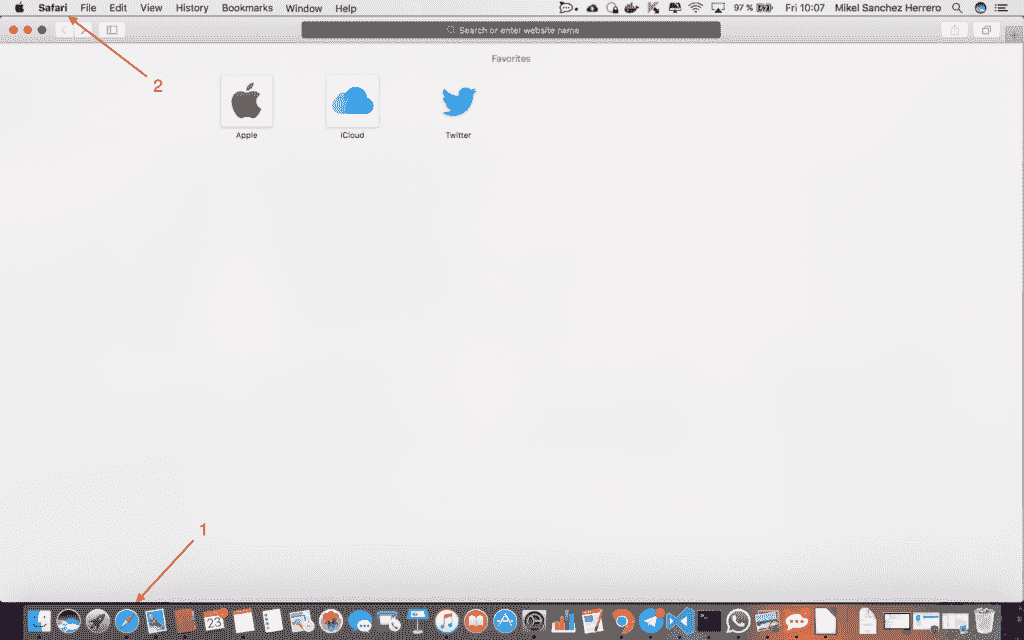 Safari File Edit View History Bookmarks Window Help 97 % Fri 10:07 Mikel Sanchez Herrero
Search or enter website name
Favorites
2
Apple iCloud Twitter
1
23